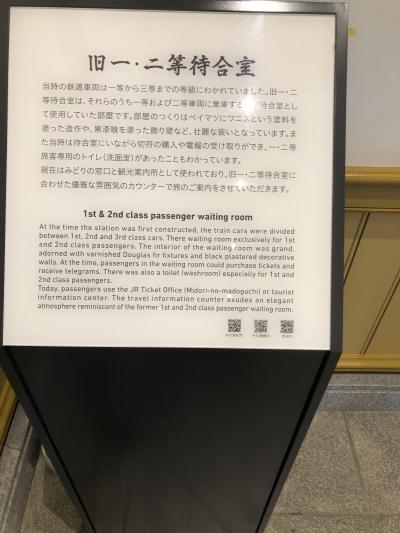 旧一・二等待合室
当時の鉄道車両は一等から三等までの等級にわかれていました。旧一・二
等待合室は、それらのうち一等および二等車両に乗車する 待合室とし
て使用していた部屋です。部屋のつくりはベイマツにワニスという塗料を
塗った造作や、黒漆喰を塗った飾り壁など、壮麗な装いとなっています。ま
た当時は待合室にいながら切符の購入や電報の受け取りができ、一・二等
旅客専用のトイレ(洗面室)があったこともわかっています。
現在はみどりの窓口と観光案内所として使われており、旧一・二等待合室に
合わせた優雅な雰囲気のカウンターで旅のご案内をさせていただきます。
1st & 2nd class passenger waiting room
At the time the station was first constructed, the train cars were divided
between 1st, 2nd and 3rd class cars. There waiting room exclusively for 1st
and 2nd class passengers. The interior of the waiting room was grand,
adorned with varnished Douglas fir fixtures and black plastered decorative
walls. At the time, passengers in the waiting room could purchase tickets and
receive telegrams. There was also a toilet (washroom) especially for 1st and
2nd class passengers.
Today, passengers use the JR Ticket Office (Midori-no-madoguchi) or tourist
information center. The travel information counter exudes an elegant
atmosphere reminiscent of the former 1st and 2nd class passenger waiting room.